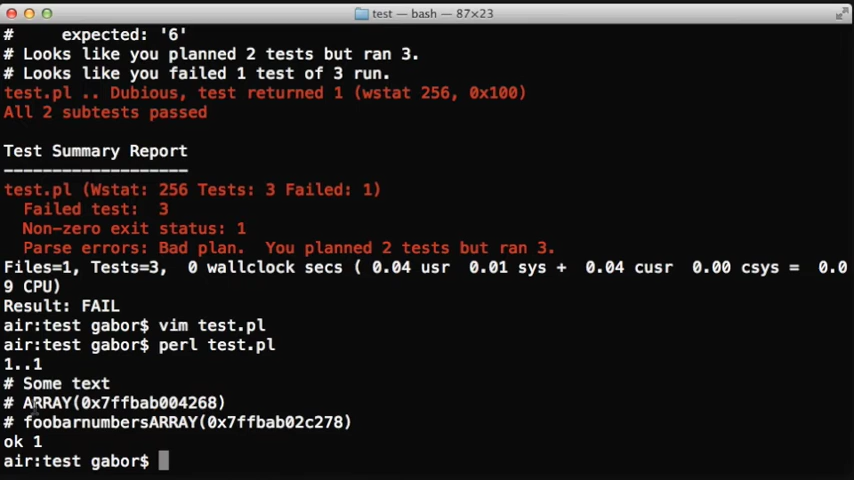 test — bash — 87×23
#     expected: '6'
# Looks like you planned 2 tests but ran 3.
# Looks like you failed 1 test of 3 run.
test.pl .. Dubious, test returned 1 (wstat 256, 0x100)
All 2 subtests passed
Test Summary Report
-------------------
test.pl (Wstat: 256 Tests: 3 Failed: 1)
  Failed test:  3
  Non-zero exit status: 1
  Parse errors: Bad plan.  You planned 2 tests but ran 3.
Files=1, Tests=3,  0 wallclock secs ( 0.04 usr  0.01 sys +  0.04 cusr  0.00 csys =  0.0
9 CPU)
Result: FAIL
air:test gabor$ vim test.pl
air:test gabor$ perl test.pl
1..1
# Some text
# ARRAY(0x7ffbab004268)
# foobarnumbersARRAY(0x7ffbab02c278)
ok 1
air:test gabor$